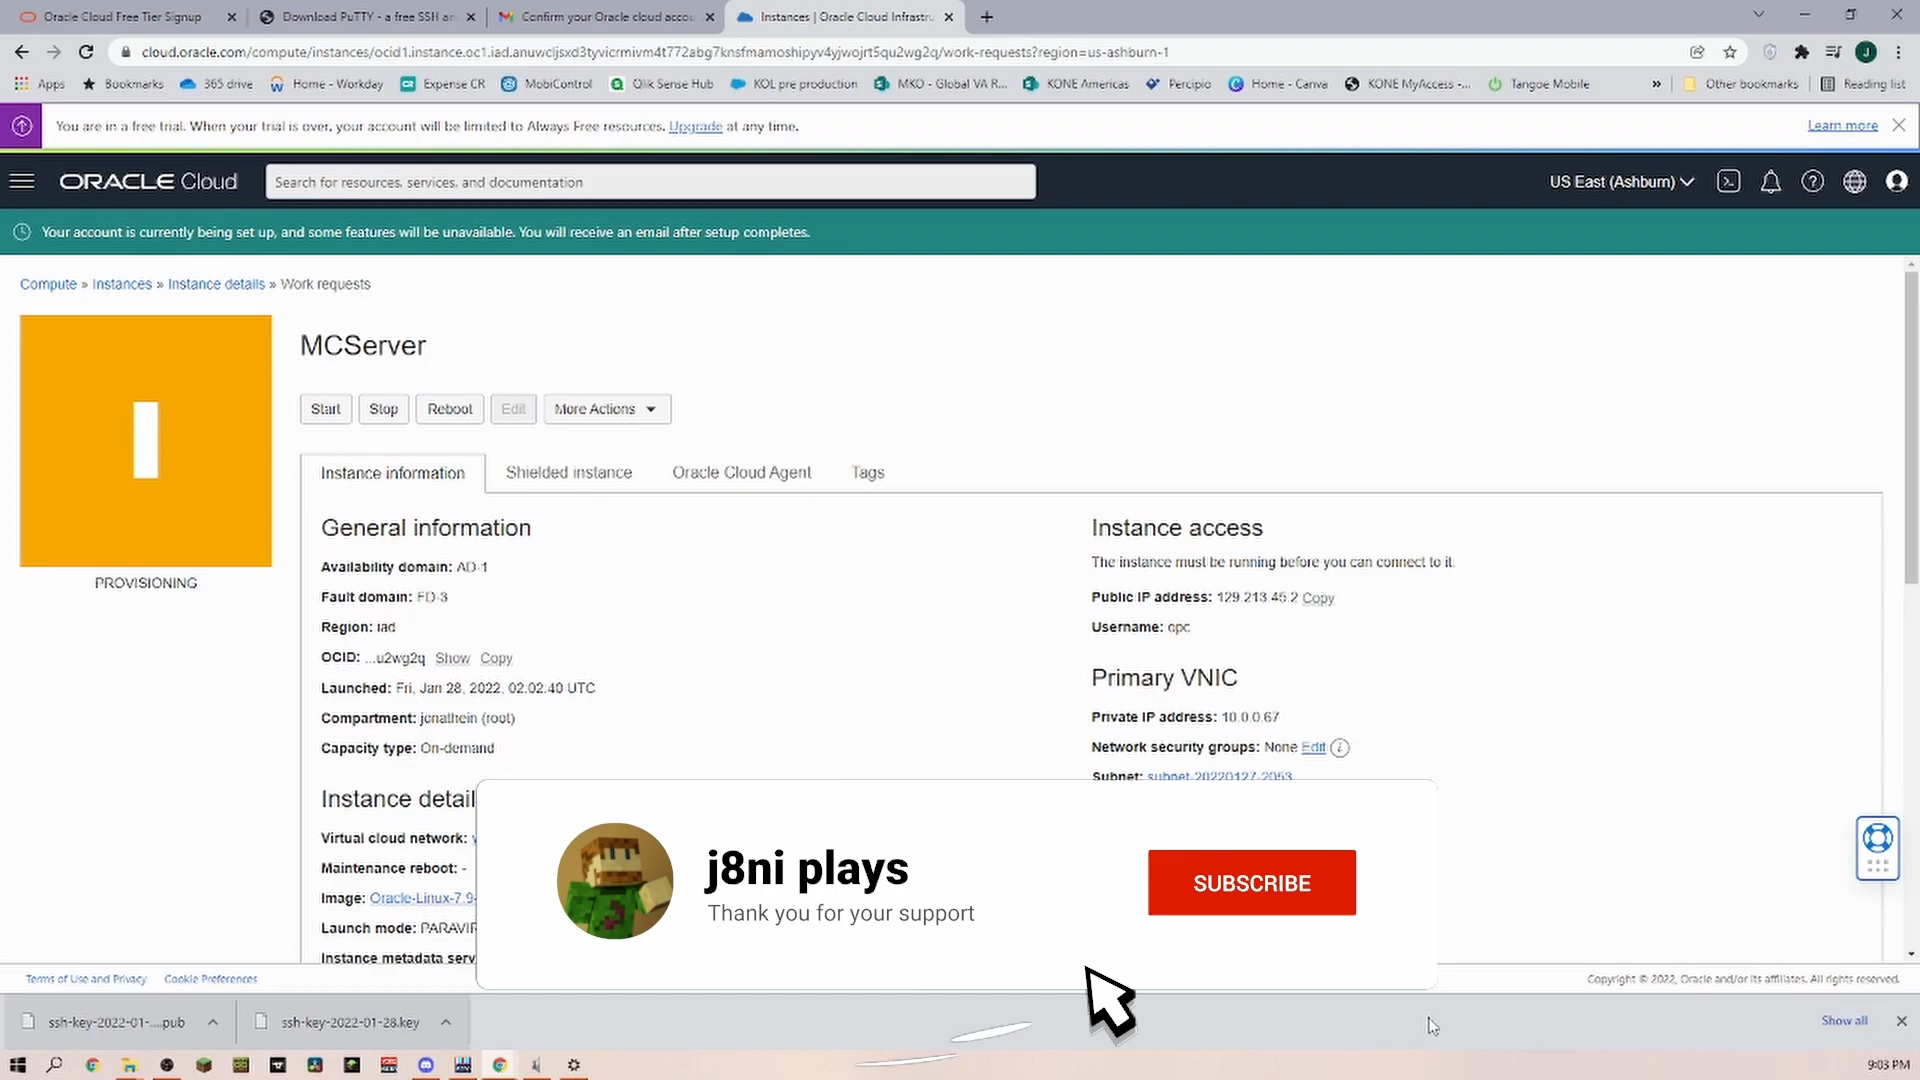 Oracle Cloud Free Tier Signup
Download PuTTY - a free SSH an
Confirm your Oracle cloud accou
Instances | Oracle Cloud Infrastru
cloud.oracle.com/compute/instances/ocid1.instance.oc1.iad.anuwcljsxd3tyvicrmivm4t772abg7knsfmamoshipyv4yjwojrt5qu2wg2q/work-requests?region=us-ashburn-1
J
Apps
Bookmarks
365 drive
Home - Workday
Expense CR
MobiControl
Qlik Sense Hub
KOL pre production
MKO - Global VA R...
KONE Americas
Percipio
Home - Canva
KONE MyAccess -...
Tangoe Mobile
»
Other bookmarks
Reading list
You are in a free trial. When your trial is over, your account will be limited to Always Free resources. Upgrade at any time.
Learn more
ORACLE Cloud
Search for resources, services, and documentation
US East (Ashburn)
Your account is currently being set up, and some features will be unavailable. You will receive an email after setup completes.
Compute » Instances » Instance details » Work requests
I
PROVISIONING
MCServer
Start
Stop
Reboot
Edit
More Actions
Instance information
Shielded instance
Oracle Cloud Agent
Tags
General information
Availability domain: AD-1
Fault domain: FD-3
Region: iad
OCID: ...u2wg2q Show Copy
Launched: Fri, Jan 28, 2022, 02:02:40 UTC
Compartment: jonathein (root)
Capacity type: On-demand
Instance detail
Virtual cloud network:
Maintenance reboot: -
Image: Oracle-Linux-7.9-
Launch mode: PARAVIR
Instance metadata serv
Instance access
The instance must be running before you can connect to it.
Public IP address: 129.213.45.2 Copy
Username: opc
Primary VNIC
Private IP address: 10.0.0.67
Network security groups: None Edit
Subnet: subnet-20220127-2053
j8ni plays
Thank you for your support
SUBSCRIBE
Terms of Use and Privacy
Cookie Preferences
Copyright © 2022, Oracle and/or its affiliates. All rights reserved.
ssh-key-2022-01-....pub
ssh-key-2022-01-28.key
Show all
9:03 PM